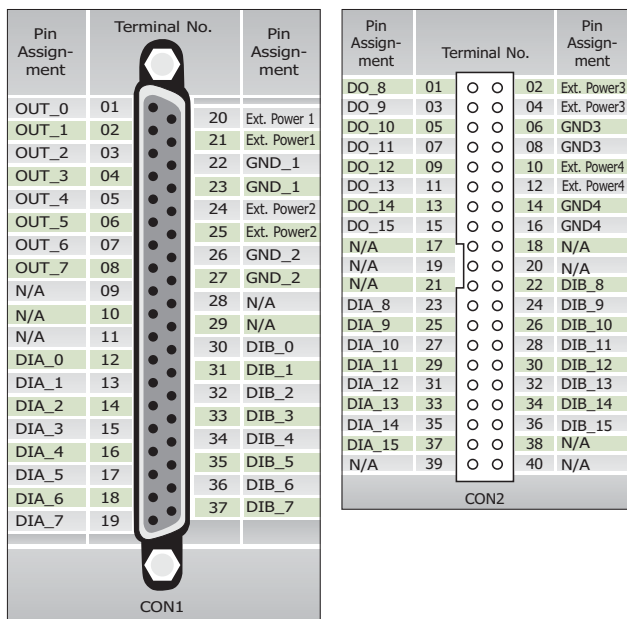 Pin Assign- ment Terminal No. Pin Assign- ment
OUT_0 01
20 Ext. Power 1
OUT_1 02
21 Ext. Power1
OUT_2 03
22 GND_1
OUT_3 04
23 GND_1
OUT_4 05
24 Ext. Power2
OUT_5 06
25 Ext. Power2
OUT_6 07
26 GND_2
OUT_7 08
27 GND_2
N/A 09
28 N/A
N/A 10
29 N/A
N/A 11
30 DIB_0
DIA_0 12
31 DIB_1
DIA_1 13
32 DIB_2
DIA_2 14
33 DIB_3
DIA_3 15
34 DIB_4
DIA_4 16
35 DIB_5
DIA_5 17
36 DIB_6
DIA_6 18
37 DIB_7
DIA_7 19
CON1
Pin Assign- ment Terminal No. Pin Assign- ment
DO_8 01 02 Ext. Power3
DO_9 03 04 Ext. Power3
DO_10 05 06 GND3
DO_11 07 08 GND3
DO_12 09 10 Ext. Power4
DO_13 11 12 Ext. Power4
DO_14 13 14 GND4
DO_15 15 16 GND4
N/A 17 18 N/A
N/A 19 20 N/A
N/A 21 22 DIB_8
DIA_8 23 24 DIB_9
DIA_9 25 26 DIB_10
DIA_10 27 28 DIB_11
DIA_11 29 30 DIB_12
DIA_12 31 32 DIB_13
DIA_13 33 34 DIB_14
DIA_14 35 36 DIB_15
DIA_15 37 38 N/A
N/A 39 40 N/A
CON2